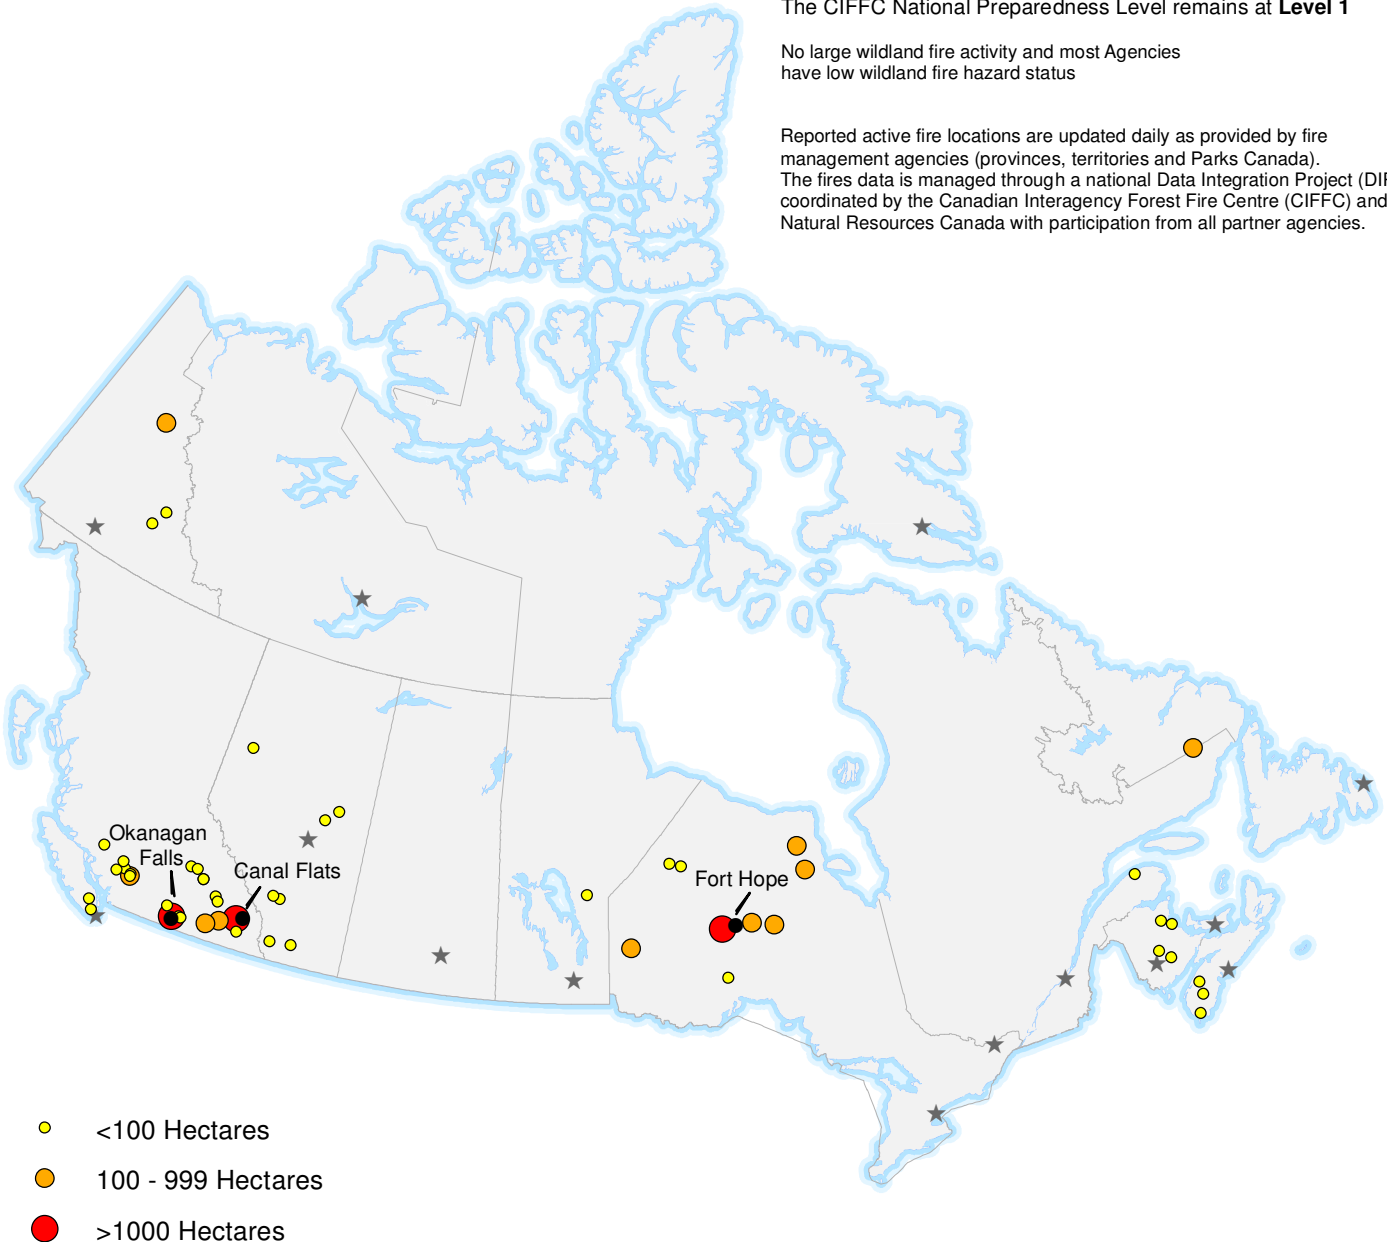 The CIFFC National Preparedness Level remains at Level 1
No large wildland fire activity and most Agencies
have low wildland fire hazard status
Reported active fire locations are updated daily as provided by fire
management agencies (provinces, territories and Parks Canada).
The fires data is managed through a national Data Integration Project (DIF
coordinated by the Canadian Interagency Forest Fire Centre (CIFFC) and
Natural Resources Canada with participation from all partner agencies.
Okanagan
Falls
Canal Flats
Fort Hope
<100 Hectares
100 - 999 Hectares
>1000 Hectares